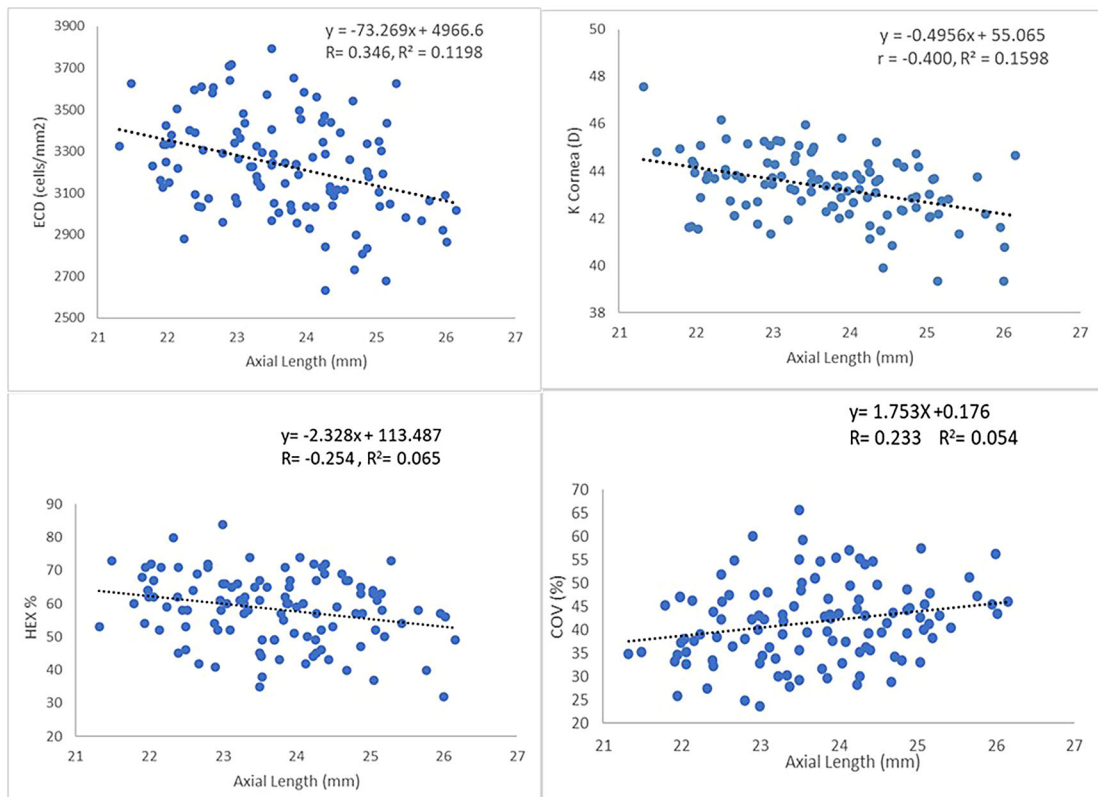 y = -73.269x + 4966.6
R= 0.346, R² = 0.1198
ECD (cells/mm2)
3900
3700
3500
3300
3100
2900
2700
2500
21 22 23 24 25 26 27
Axial Length (mm)
y = -0.4956x + 55.065
r = -0.400, R² = 0.1598
K Cornea (D)
50
48
46
44
42
40
38
21 22 23 24 25 26 27
Axial Length (mm)
y= -2.328x + 113.487
R= -0.254 , R²= 0.065
HEX %
90
80
70
60
50
40
30
20
21 22 23 24 25 26 27
Axial Length (mm)
y= 1.753X +0.176
R= 0.233 R²= 0.054
COV (%)
70
65
60
55
50
45
40
35
30
25
20
21 22 23 24 25 26 27
Axial Length (mm)